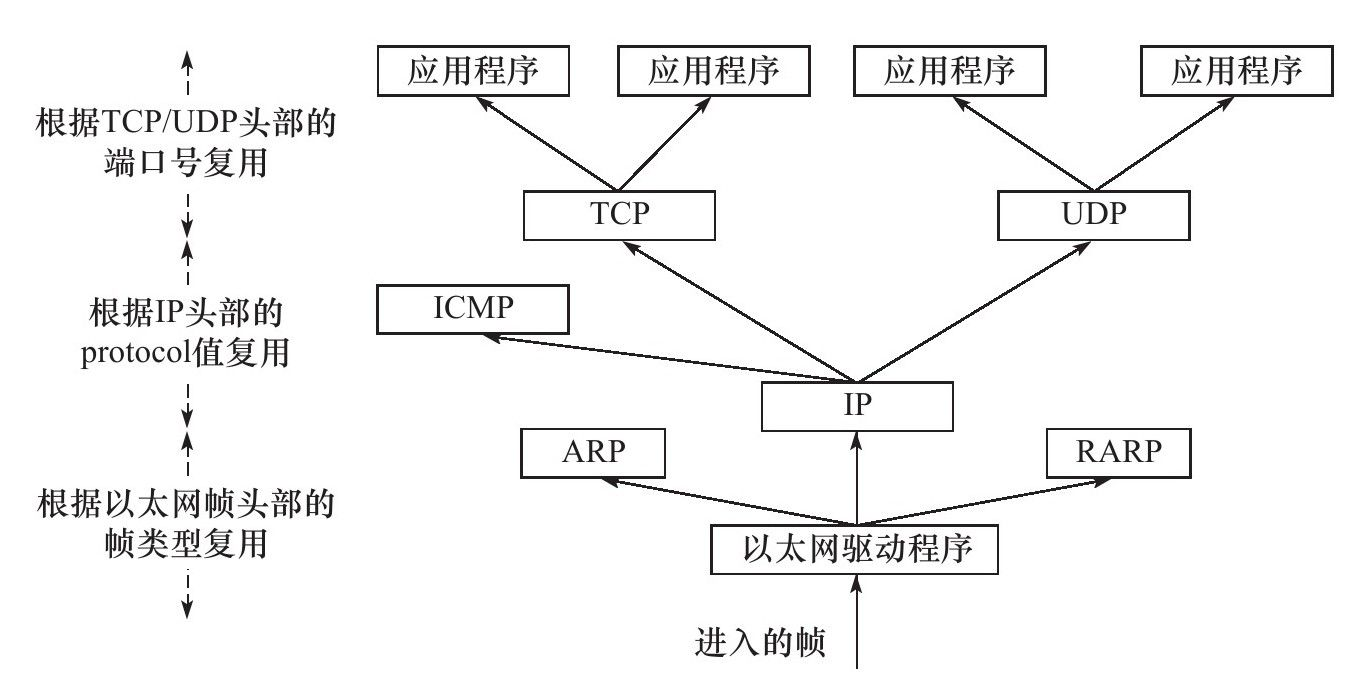 应用程序
应用程序
应用程序
应用程序
根据TCP/UDP头部的
端口号复用
TCP
UDP
ICMP
根据IP头部的
protocol值复用
IP
ARP
RARP
根据以太网帧头部的
帧类型复用
以太网驱动程序
进入的帧